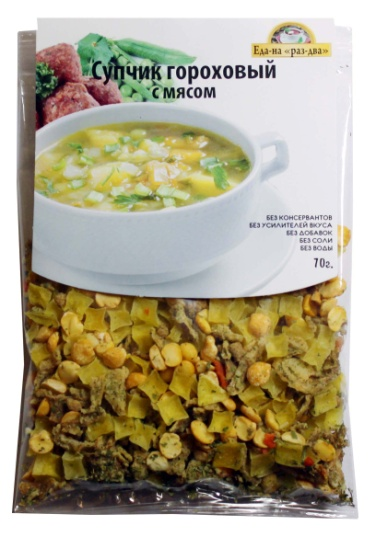 Еда-на «раз-два»
Супчик гороховый
с мясом
БЕЗ КОНСЕРВАНТОВ
БЕЗ УСИЛИТЕЛЕЙ ВКУСА
БЕЗ ДОБАВОК
БЕЗ СОЛИ
БЕЗ ВОДЫ
70г.